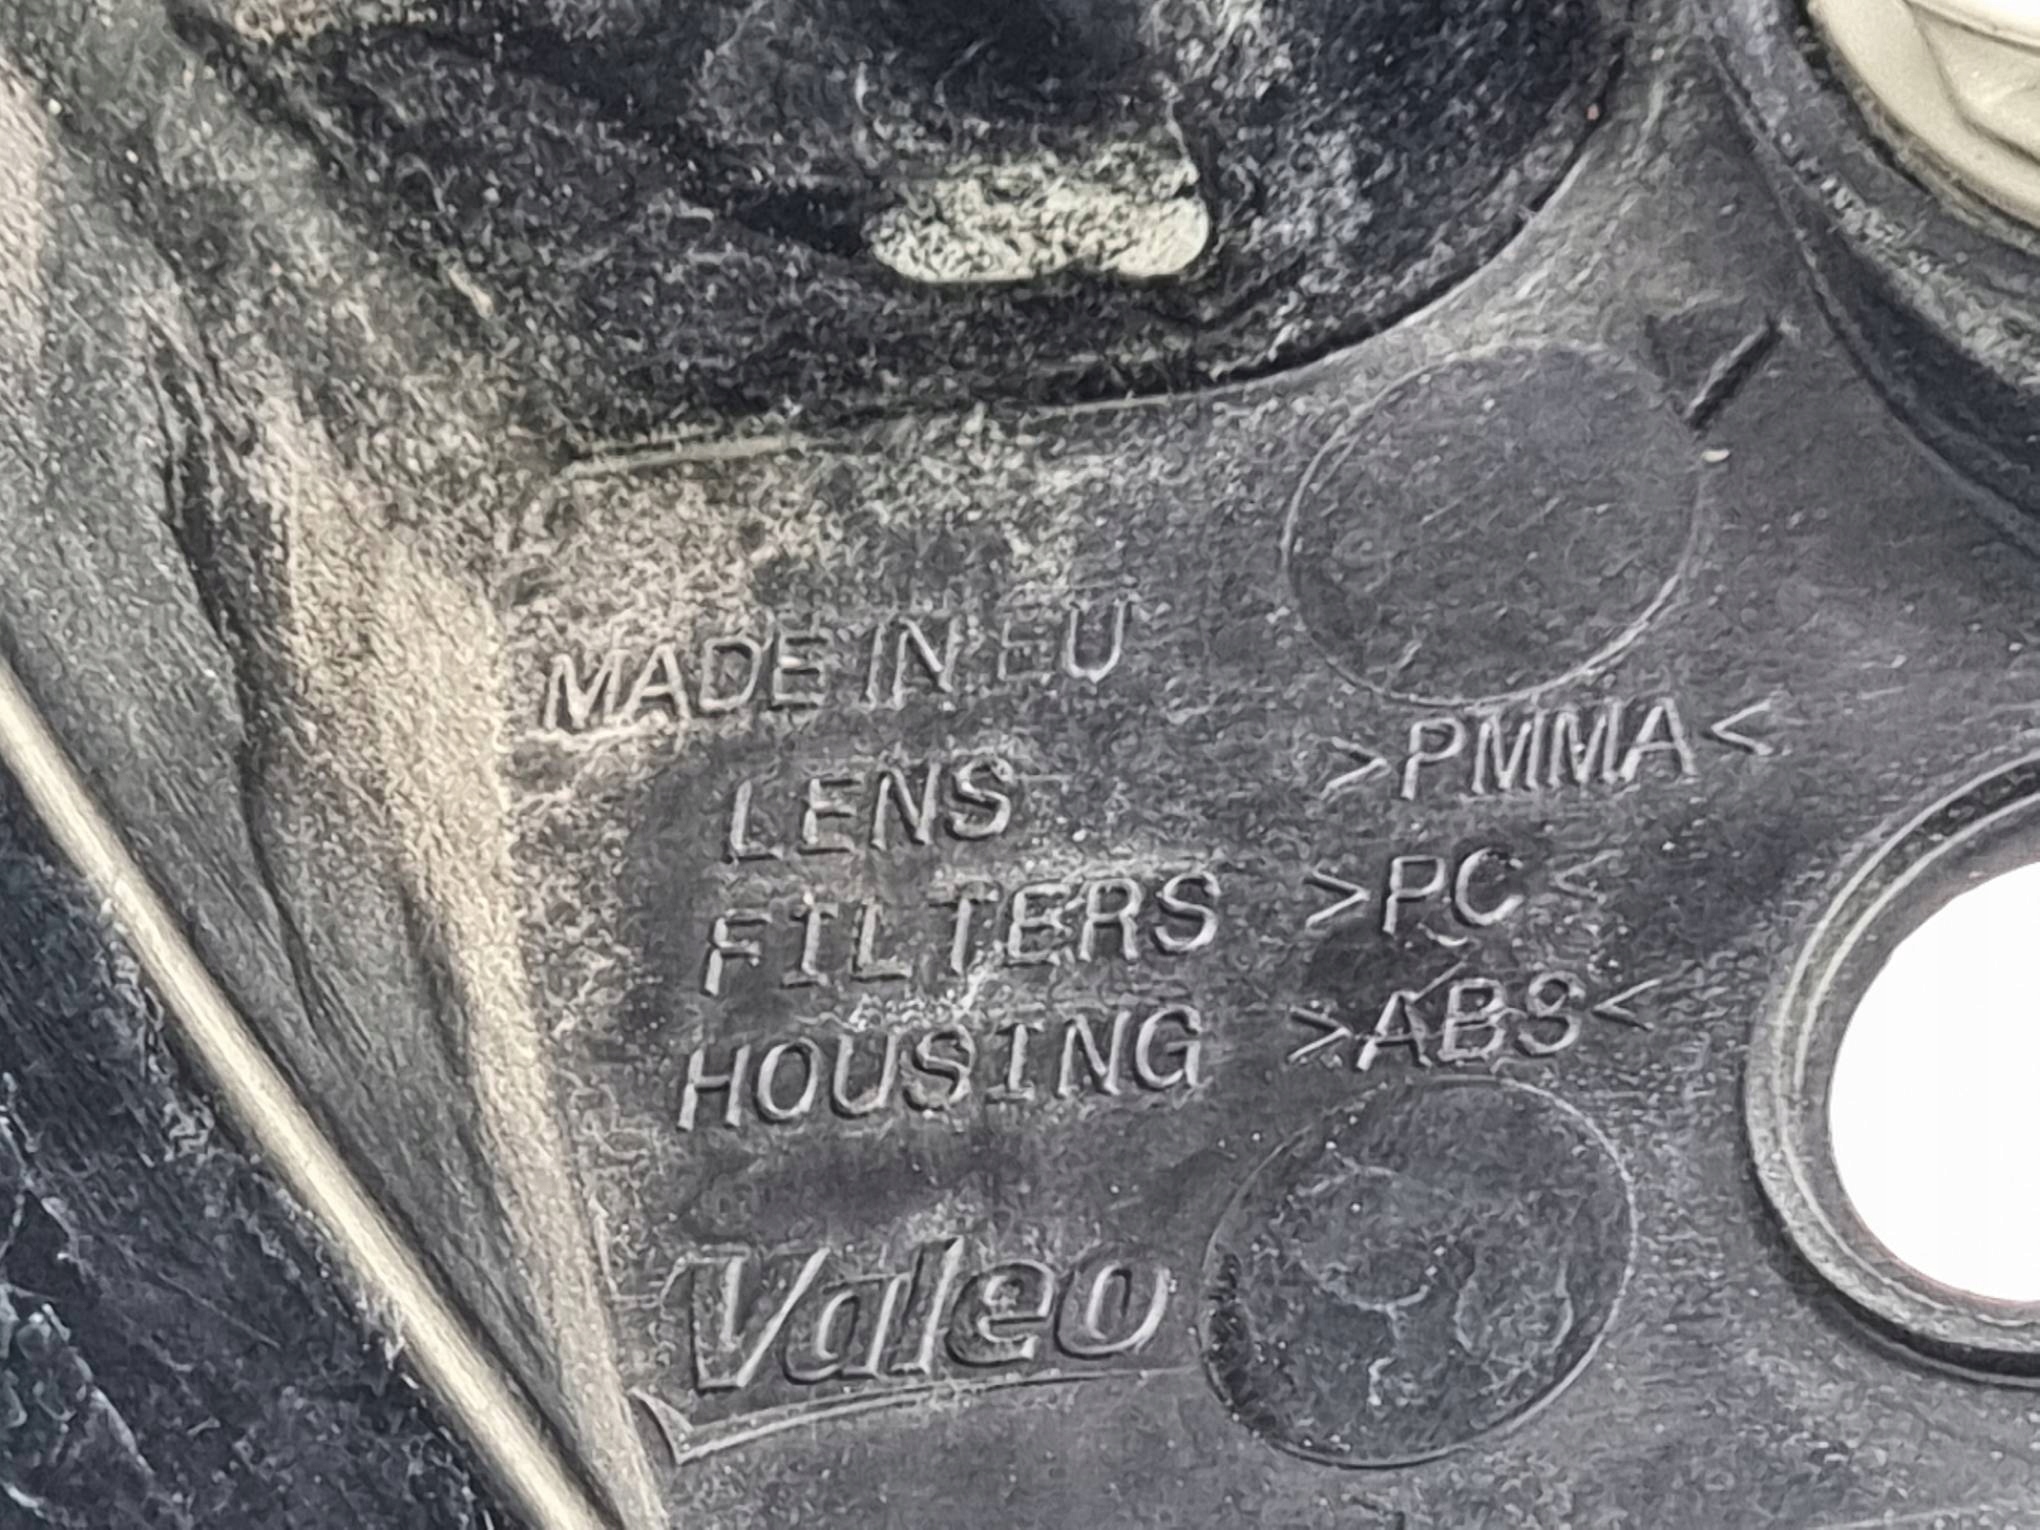 MADE IN EU
LENS >PMMA<
FILTERS >PC<
HOUSING >ABS<
Valeo